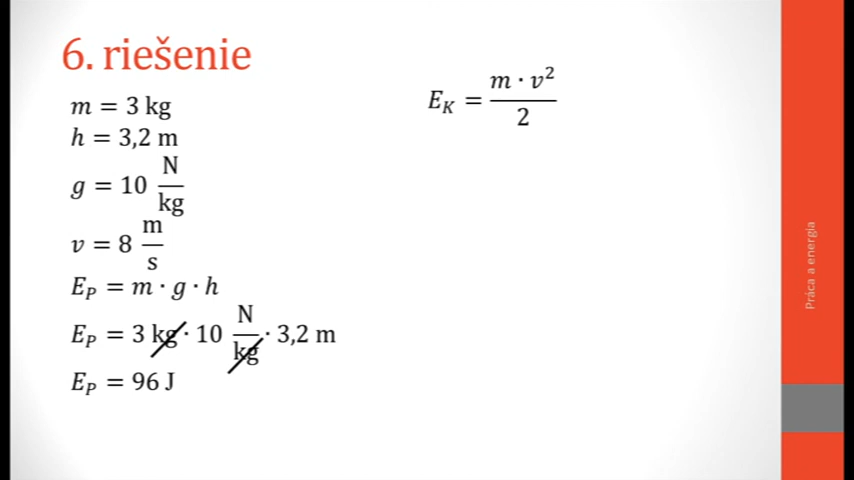 6. riešenie
m = 3 kg
h = 3,2 m
g = 10 N/kg
v = 8 m/s
E_P = m · g · h
E_P = 3 kg · 10 N/kg · 3,2 m
E_P = 96 J
E_K = m · v² / 2
Práca a energia